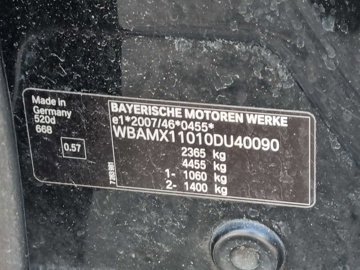 Made in
Germany
520d
668
0.57
BAYERISCHE MOTOREN WERKE
e1*2007/46*0455*
WBAMX11010DU40090
2365 kg
4455 kg
1- 1060 kg
2- 1400 kg